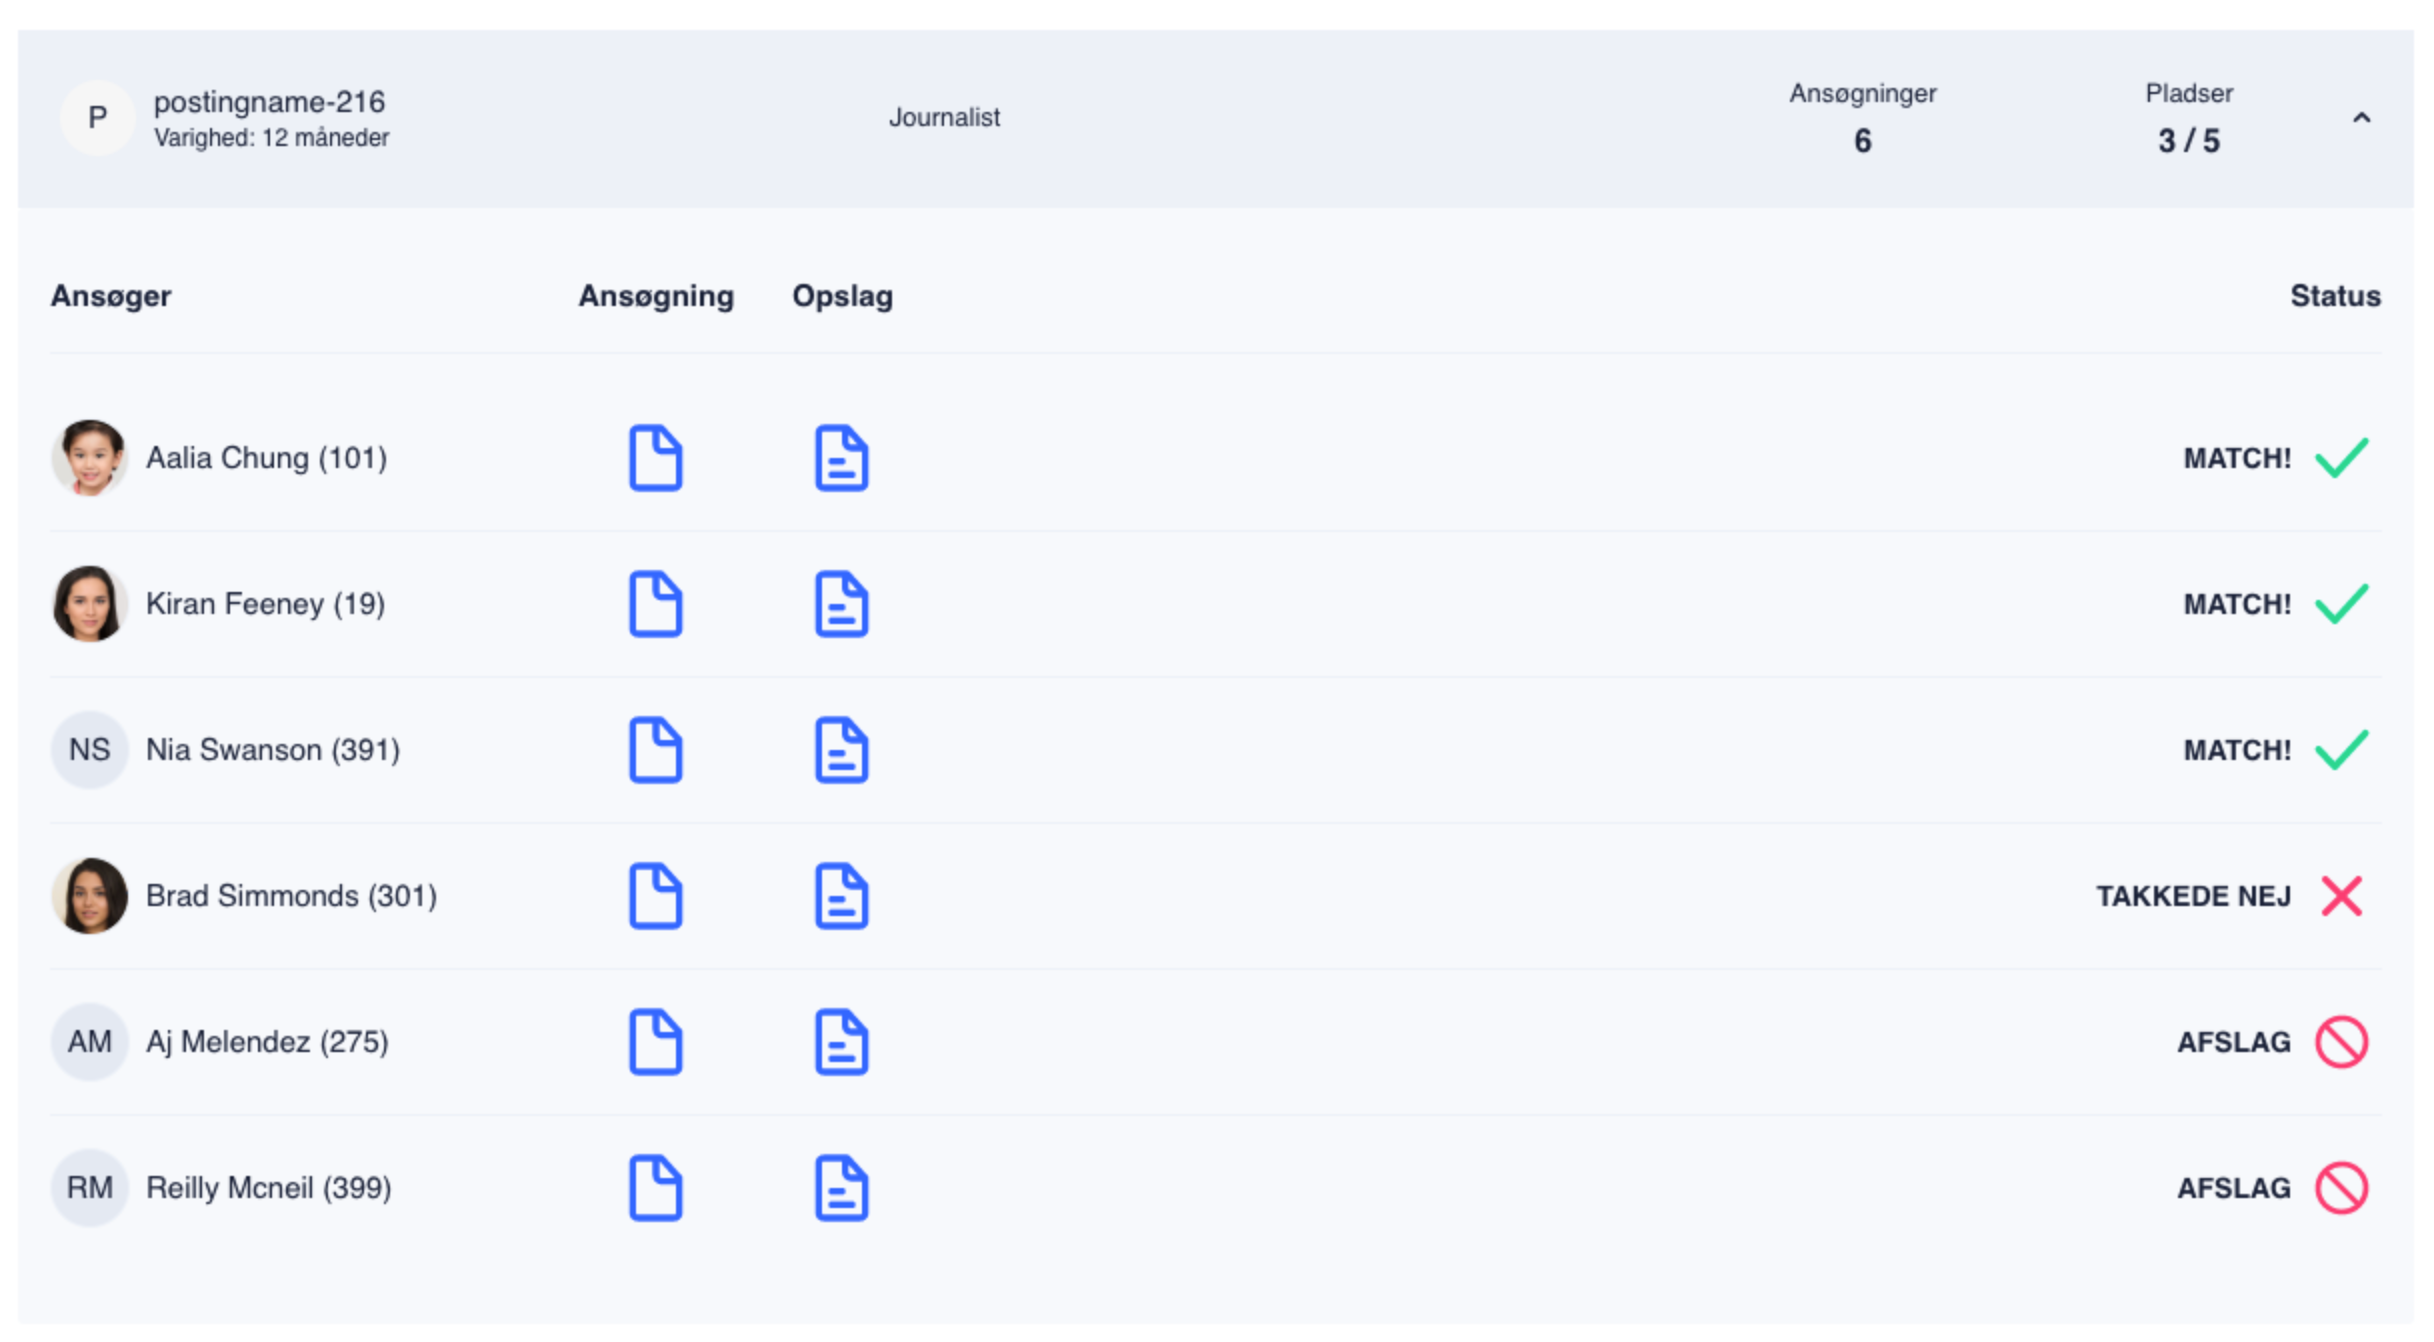 P
postingname-216
Varighed: 12 måneder
Journalist
Ansøgninger
6
Pladser
3 / 5
Ansøger Ansøgning Opslag Status
Aalia Chung (101) MATCH!
Kiran Feeney (19) MATCH!
NS Nia Swanson (391) MATCH!
Brad Simmonds (301) TAKKEDE NEJ
AM Aj Melendez (275) AFSLAG
RM Reilly Mcneil (399) AFSLAG